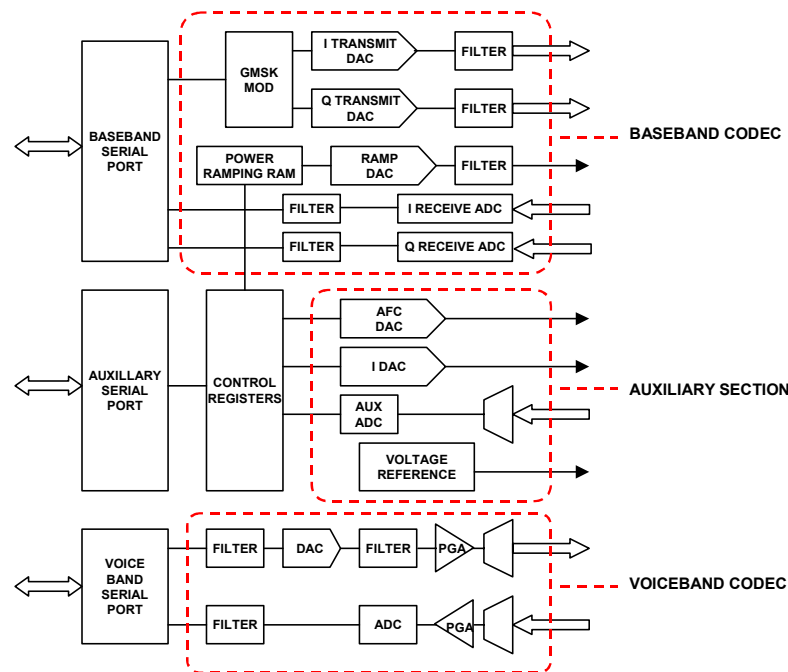 I TRANSMIT
DAC
FILTER
GMSK
MOD
Q TRANSMIT
DAC
FILTER
BASEBAND
SERIAL
PORT
BASEBAND CODEC
POWER
RAMPING RAM
RAMP
DAC
FILTER
FILTER
I RECEIVE ADC
FILTER
Q RECEIVE ADC
AFC
DAC
I DAC
AUXILLARY
SERIAL
PORT
CONTROL
REGISTERS
AUXILIARY SECTION
AUX
ADC
VOLTAGE
REFERENCE
VOICE
BAND
SERIAL
PORT
FILTER
DAC
FILTER
PGA
VOICEBAND CODEC
FILTER
ADC
PGA